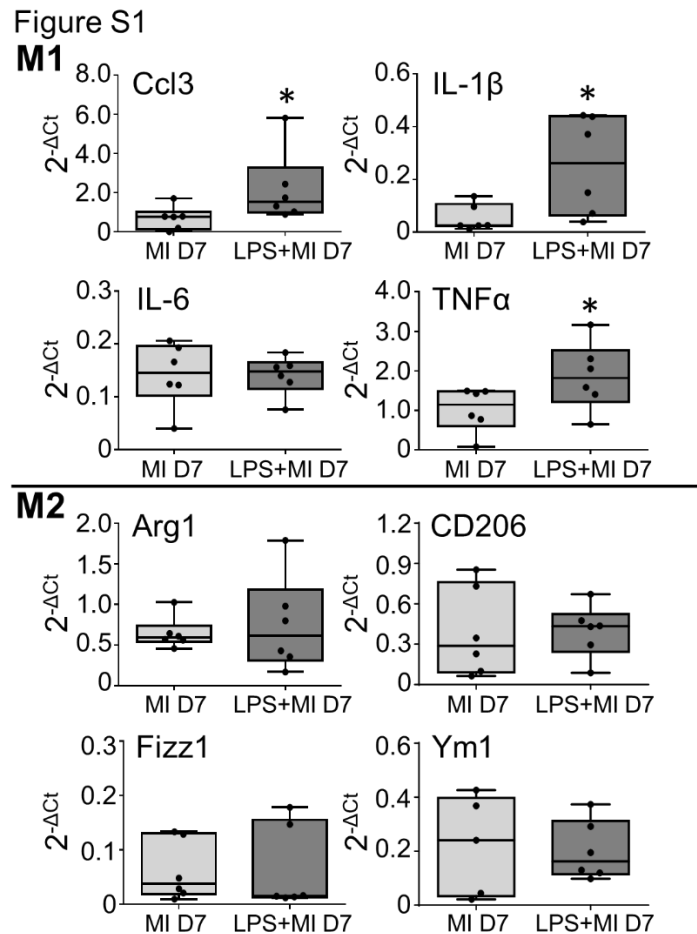 Figure S1
M1
Ccl3
2-ΔCt
8.0
6.0
4.0
2.0
0
*
MI D7 LPS+MI D7
IL-1β
2-ΔCt
0.6
0.4
0.2
0
*
MI D7 LPS+MI D7
IL-6
2-ΔCt
0.3
0.2
0.1
0
MI D7 LPS+MI D7
TNFα
2-ΔCt
4.0
3.0
2.0
1.0
0
*
MI D7 LPS+MI D7
M2
Arg1
2-ΔCt
2.0
1.5
1.0
0.5
0
MI D7 LPS+MI D7
CD206
2-ΔCt
1.2
0.9
0.6
0.3
0
MI D7 LPS+MI D7
Fizz1
2-ΔCt
0.3
0.2
0.1
0
MI D7 LPS+MI D7
Ym1
2-ΔCt
0.6
0.4
0.2
0
MI D7 LPS+MI D7